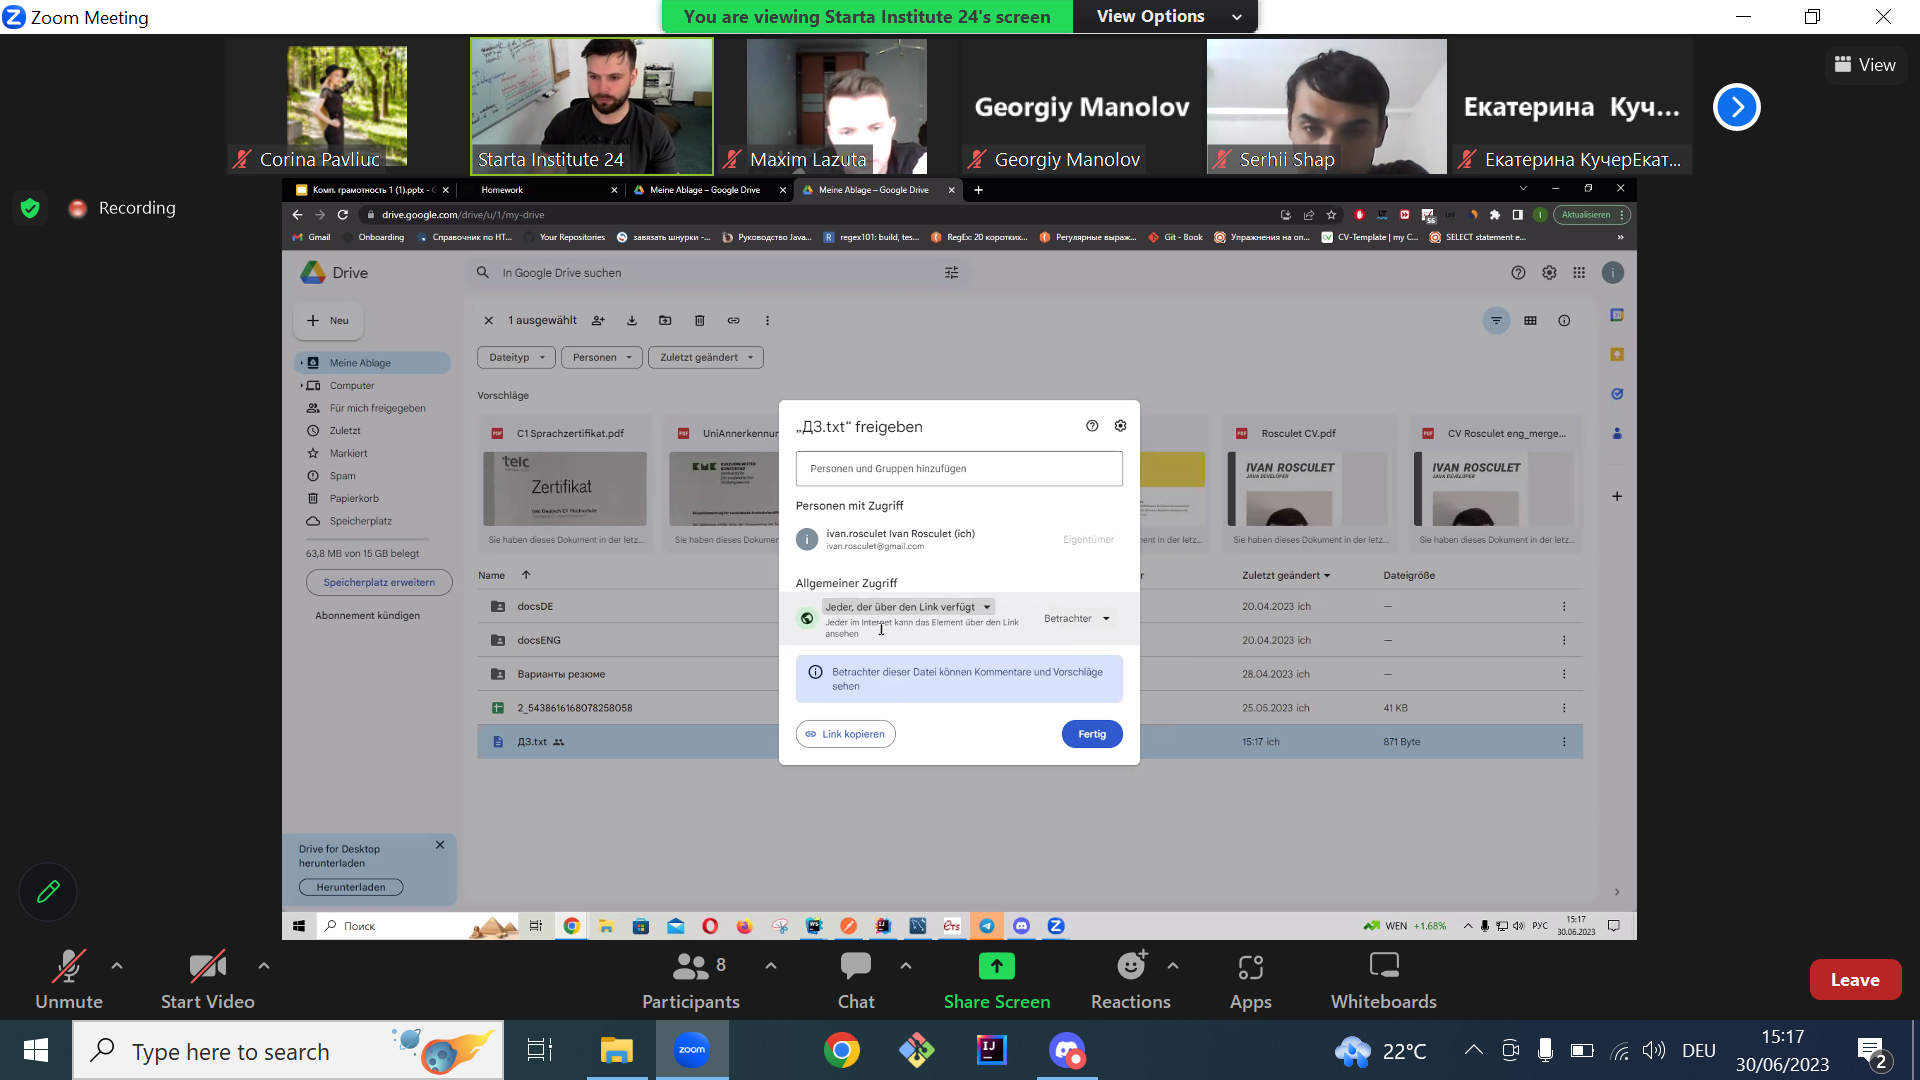 Zoom Meeting
You are viewing Starta Institute 24's screen
View Options
View
Corina Pavliuc
Starta Institute 24
Maxim Lazuta
Georgiy Manolov
Georgiy Manolov
Serhii Shap
Екатерина Куч...
Екатерина КучерЕкат...
Recording
Комп. грамотность 1 (1).pptx - G
Homework
Meine Ablage – Google Drive
Meine Ablage – Google Drive
drive.google.com/drive/u/1/my-drive
56
Aktualisieren
Gmail
Onboarding
Справочник по HT...
Your Repositories
завязать шнурки -...
Руководство Java...
regex101: build, tes...
RegEx: 20 коротких...
Регулярные выраж...
Git - Book
Упражнения на оп...
CV-Template | my C...
SELECT statement e...
Drive
In Google Drive suchen
Neu
1 ausgewählt
Meine Ablage
Computer
Für mich freigegeben
Zuletzt
Markiert
Spam
Papierkorb
Speicherplatz
63,8 MB von 15 GB belegt
Speicherplatz erweitern
Abonnement kündigen
Dateityp
Personen
Zuletzt geändert
Vorschläge
C1 Sprachzertifikat.pdf
UniAnnerkennun
Rosculet CV.pdf
CV Rosculet eng_merge...
telc
Zertifikat
KMK
IVAN ROSCULET
JAVA DEVELOPER
IVAN ROSCULET
JAVA DEVELOPER
Sie haben dieses Dokument in der letz...
Sie haben dieses Dokum
ent in der letz...
Sie haben dieses Dokument in der letz...
Sie haben dieses Dokument in der letz...
„ДЗ.txt“ freigeben
Personen und Gruppen hinzufügen
Personen mit Zugriff
ivan.rosculet Ivan Rosculet (ich)
ivan.rosculet@gmail.com
Eigentümer
Allgemeiner Zugriff
Jeder, der über den Link verfügt
Jeder im Internet kann das Element über den Link
ansehen
Betrachter
Betrachter dieser Datei können Kommentare und Vorschläge
sehen
Link kopieren
Fertig
Name
Zuletzt geändert
Dateigröße
docsDE
20.04.2023 ich
—
docsENG
20.04.2023 ich
—
Варианты резюме
28.04.2023 ich
—
2_5438616168078258058
25.05.2023 ich
41 KB
ДЗ.txt
15:17 ich
871 Byte
Drive for Desktop
herunterladen
Herunterladen
Поиск
WEN +1.68%
РУС
15:17
30.06.2023
Unmute
Start Video
8
Participants
Chat
Share Screen
Reactions
Apps
Whiteboards
Leave
Type here to search
zoom
22°C
DEU
15:17
30/06/2023
2